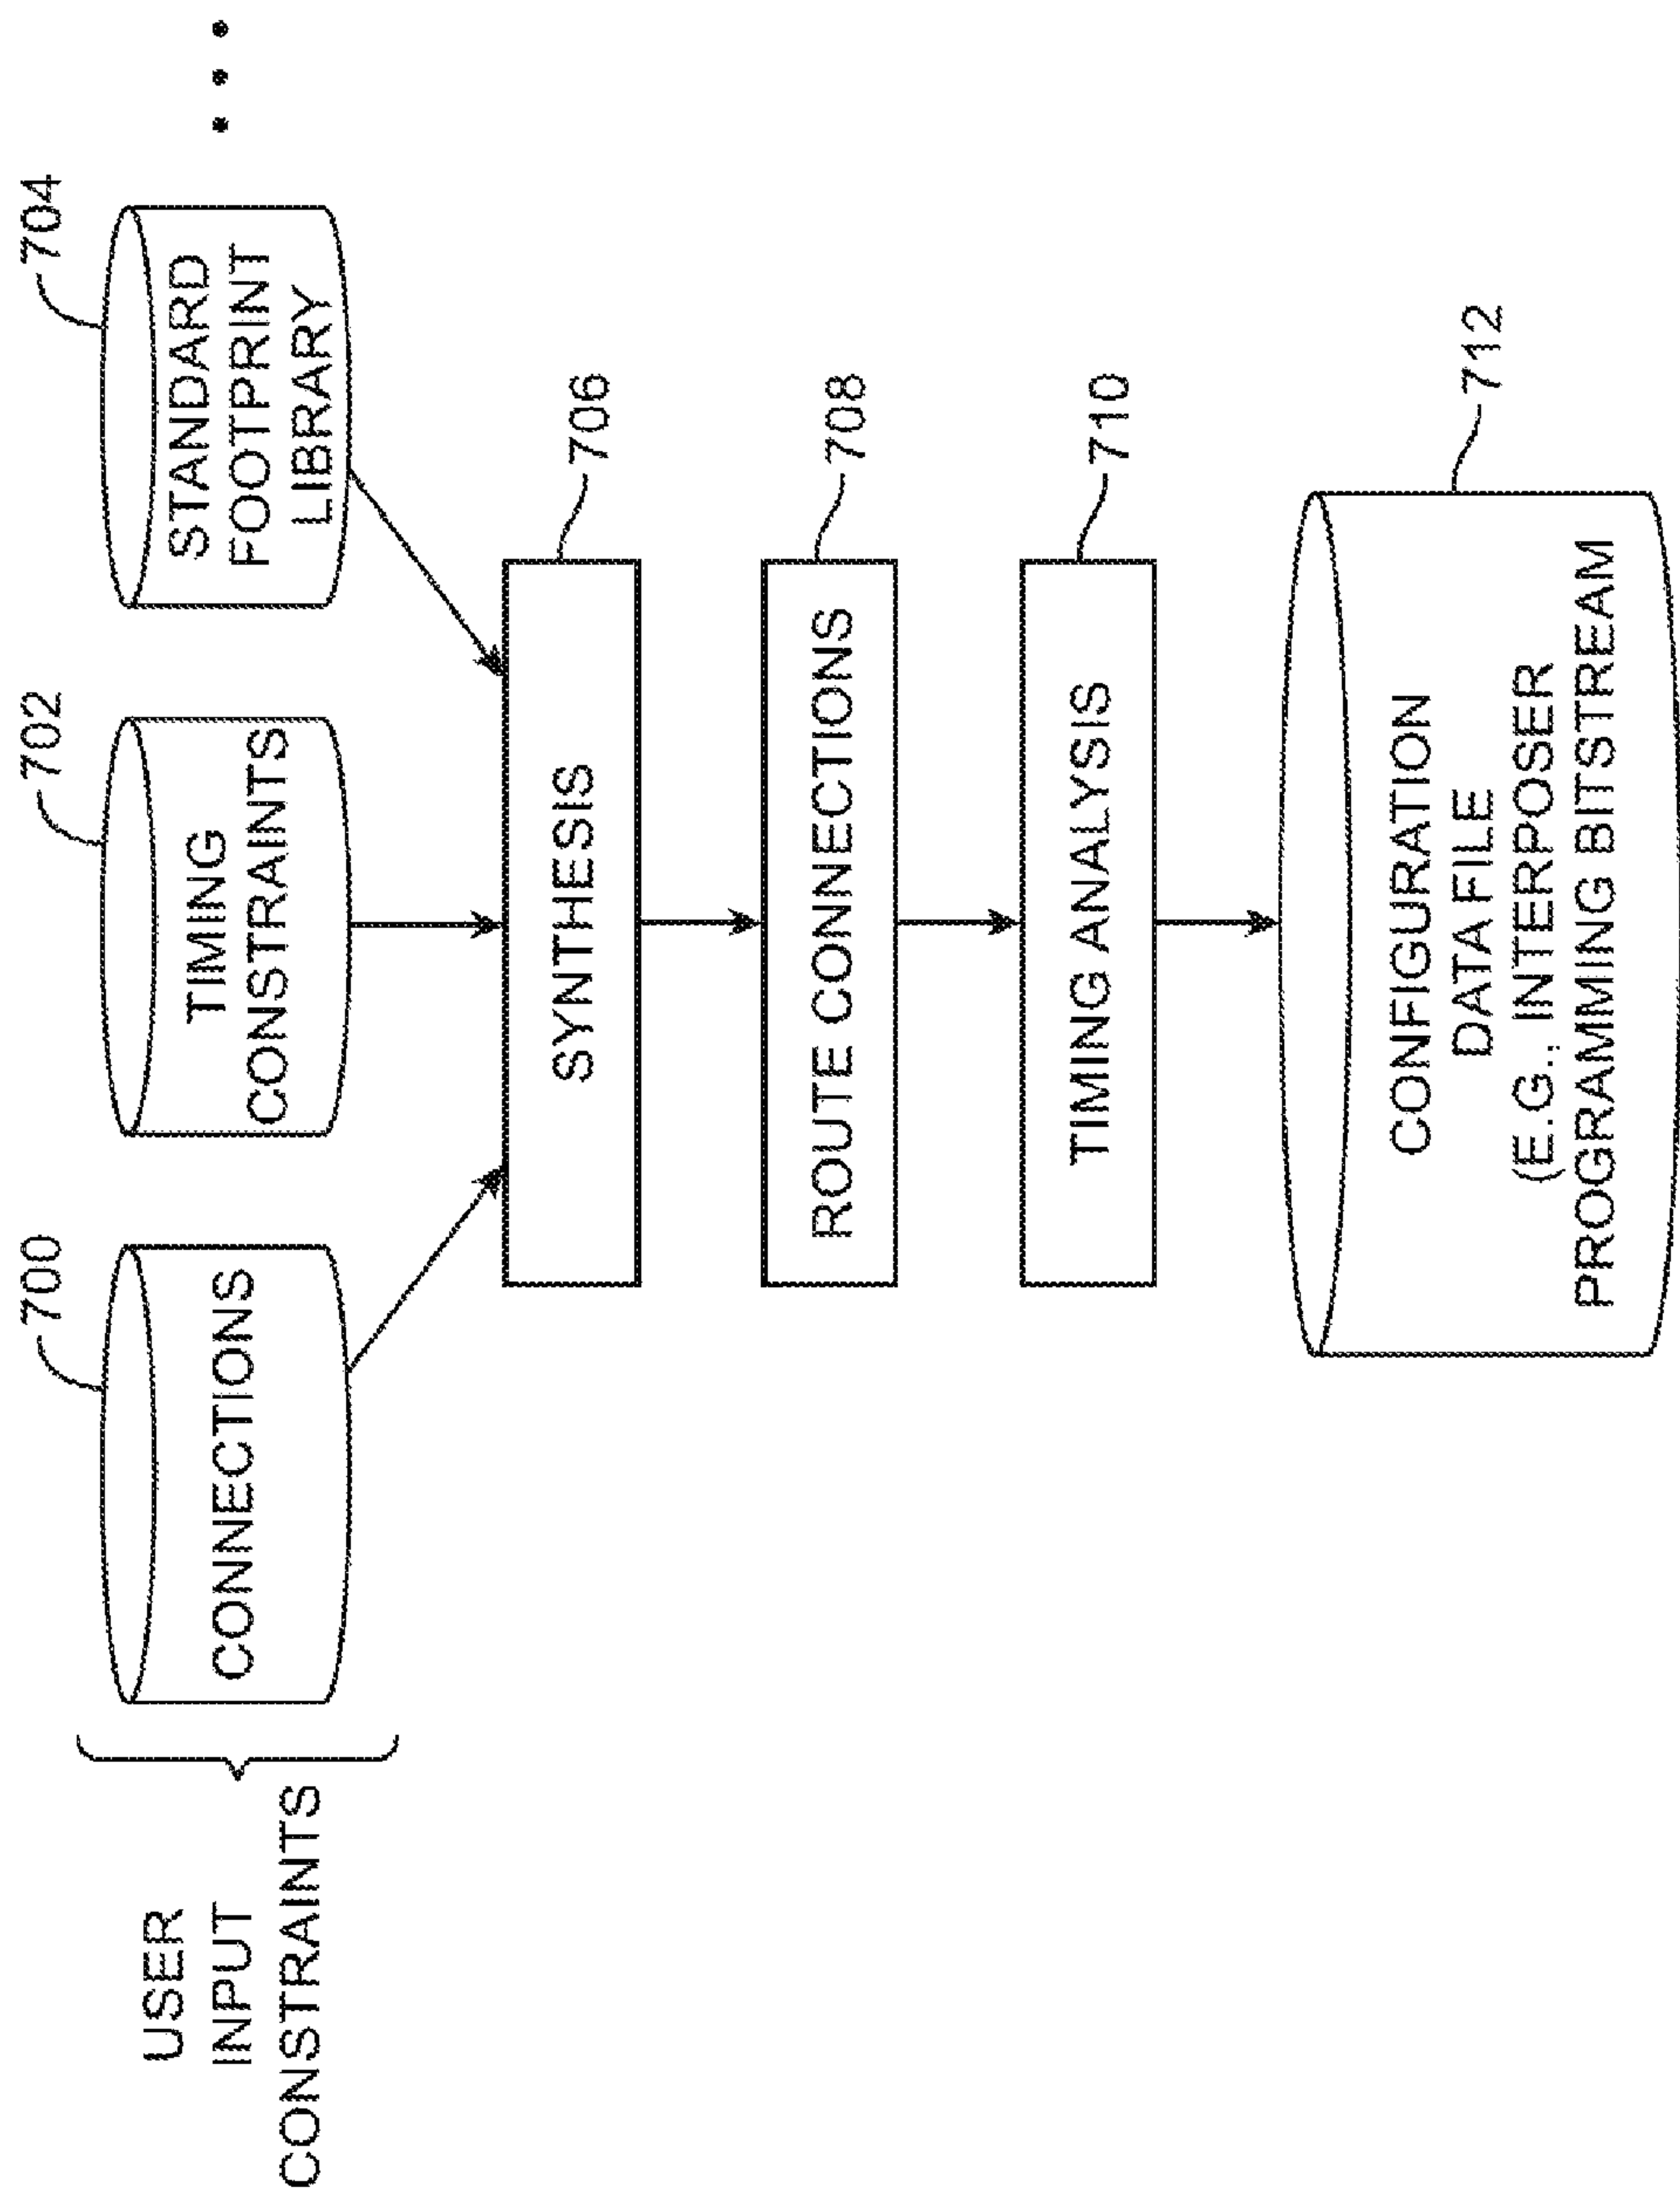 USER
INPUT
CONSTRAINTS
700
CONNECTIONS
702
TIMING
CONSTRAINTS
704
STANDARD
FOOTPRINT
LIBRARY
SYNTHESIS
706
ROUTE CONNECTIONS
708
TIMING ANALYSIS
710
CONFIGURATION
DATA FILE
(E.G., INTERPOSER
PROGRAMMING BITSTREAM
712